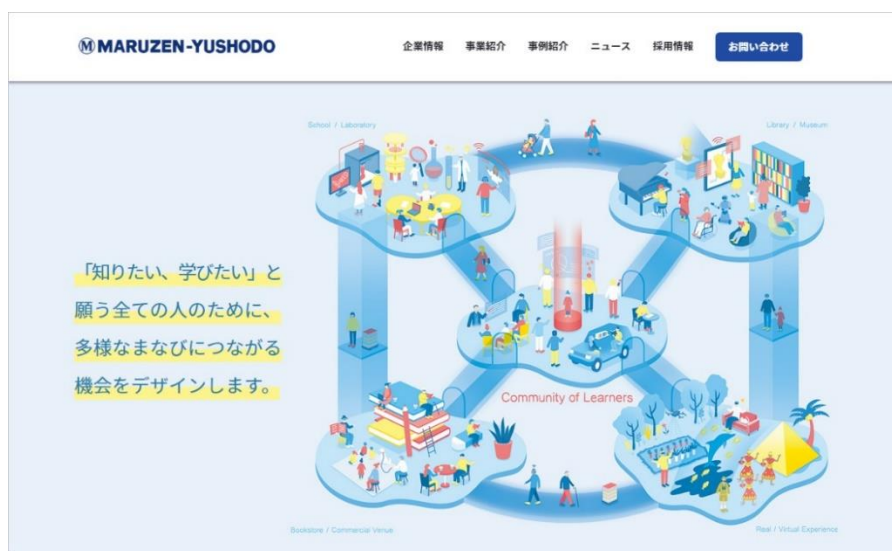 MARUZEN-YUSHODO
企業情報 事業紹介 事例紹介 ニュース 採用情報 お問い合わせ
School / Laboratory
Library / Museum
「知りたい、学びたい」と
願う全ての人のために、
多様なまなびにつながる
機会をデザインします。
Community of Learners
Bookstore / Commercial Venue
Real / Virtual Experience